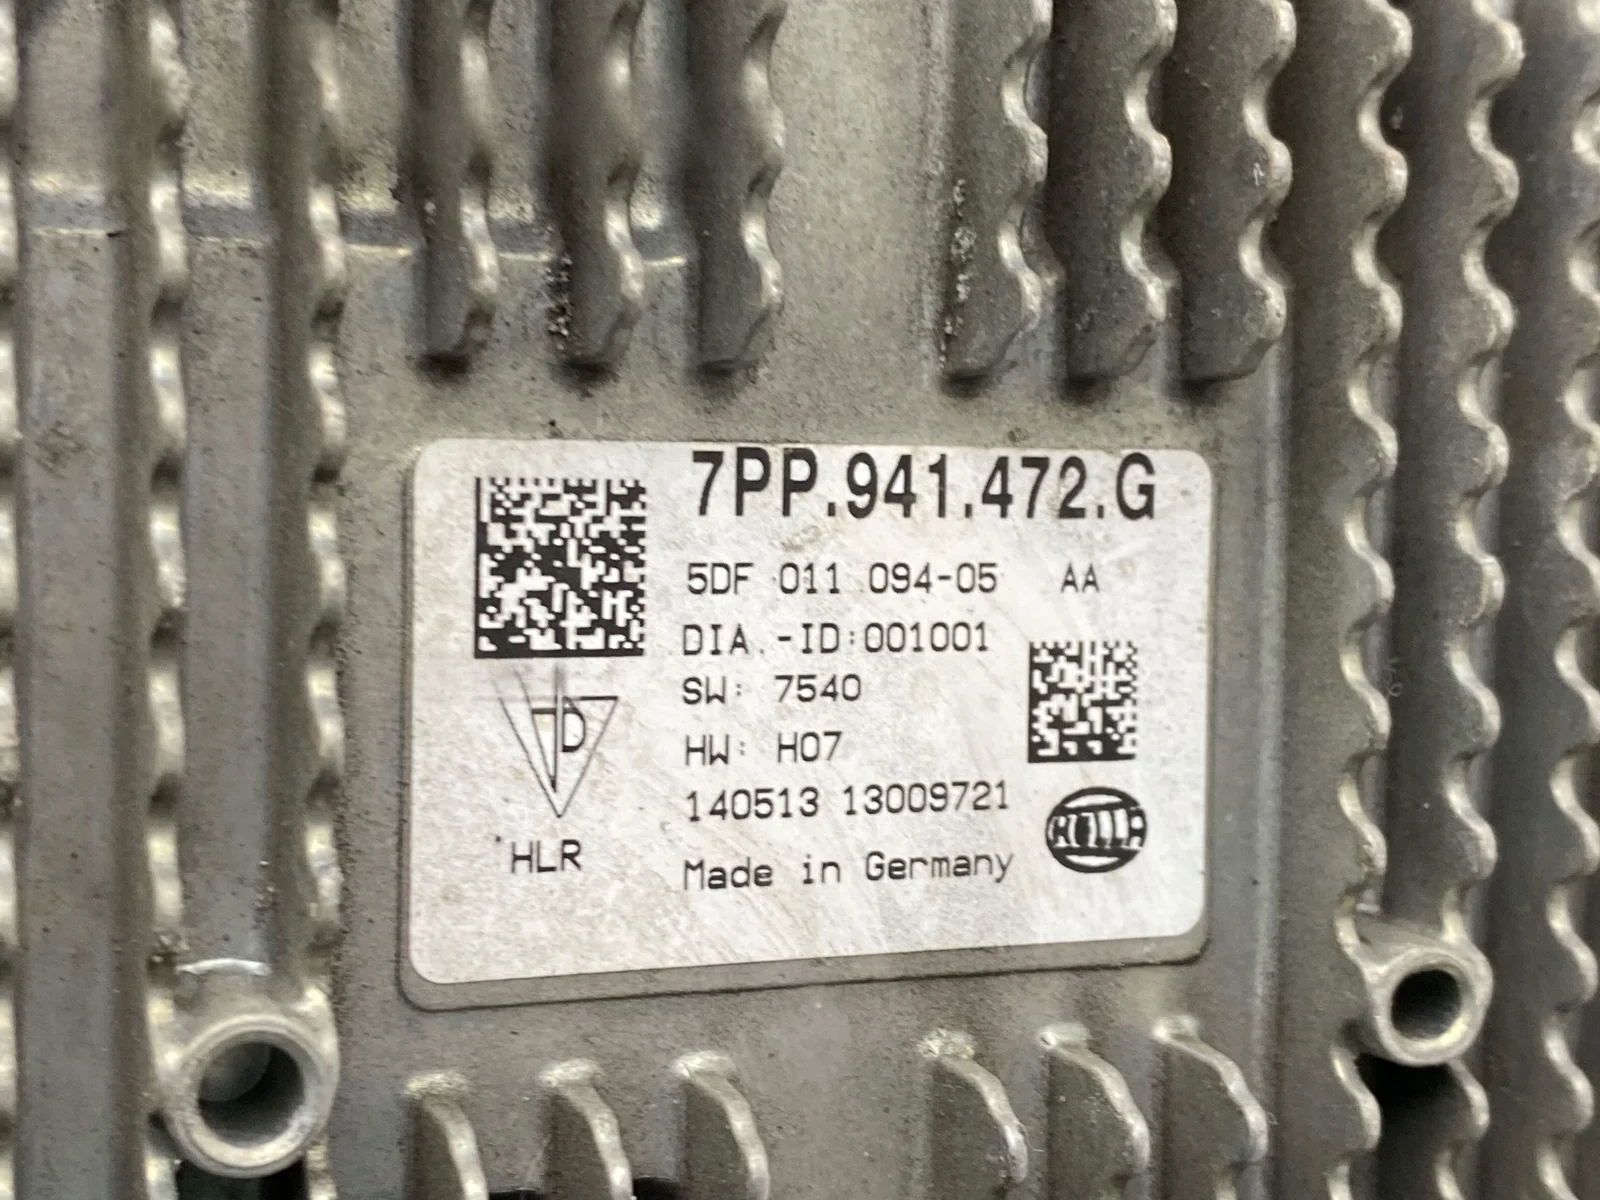 7PP.941.472.G
5DF 011 094-05 AA
DIA.-ID:001001
SW: 7540
HW: H07
140513 13009721
HLR
Made in Germany
HELLA